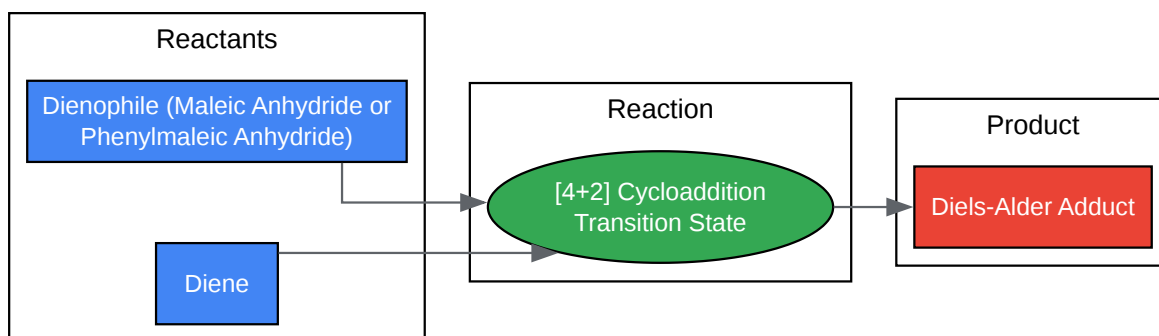 Reactants
Dienophile (Maleic Anhydride or
Phenylmaleic Anhydride)
Diene
Reaction
[4+2] Cycloaddition
Transition State
Product
Diels-Alder Adduct